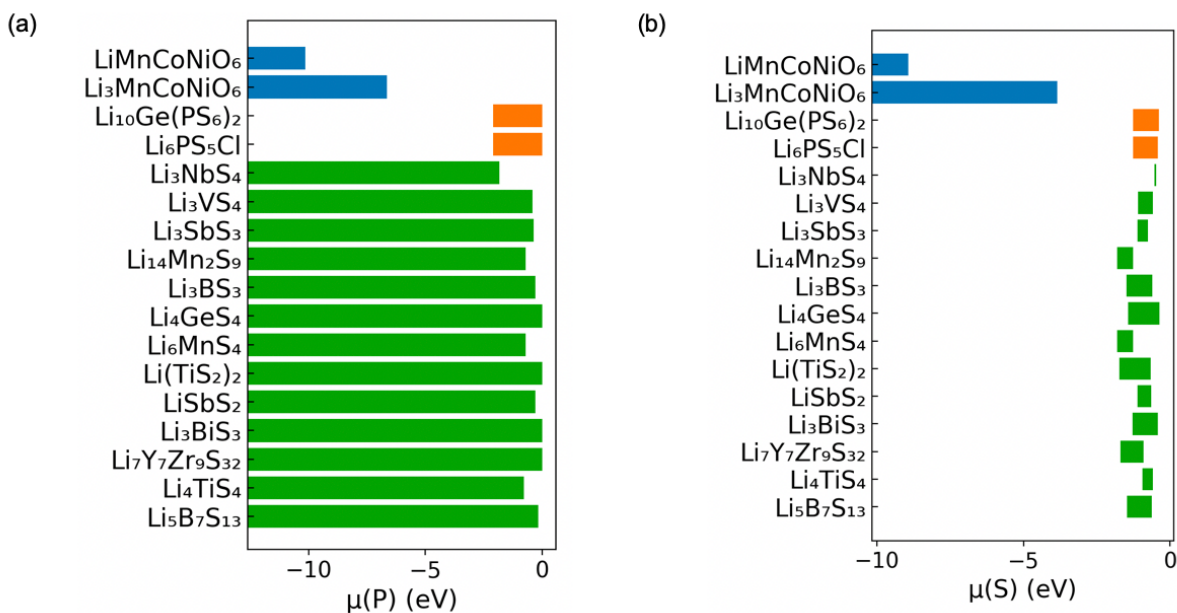 (a)
LiMnCoNiO₆
Li₃MnCoNiO₆
Li₁₀Ge(PS₆)₂
Li₆PS₅Cl
Li₃NbS₄
Li₃VS₄
Li₃SbS₃
Li₁₄Mn₂S₉
Li₃BS₃
Li₄GeS₄
Li₆MnS₄
Li(TiS₂)₂
LiSbS₂
Li₃BiS₃
Li₇Y₇Zr₉S₃₂
Li₄TiS₄
Li₅B₇S₁₃
−10 −5 0
μ(P) (eV)
(b)
LiMnCoNiO₆
Li₃MnCoNiO₆
Li₁₀Ge(PS₆)₂
Li₆PS₅Cl
Li₃NbS₄
Li₃VS₄
Li₃SbS₃
Li₁₄Mn₂S₉
Li₃BS₃
Li₄GeS₄
Li₆MnS₄
Li(TiS₂)₂
LiSbS₂
Li₃BiS₃
Li₇Y₇Zr₉S₃₂
Li₄TiS₄
Li₅B₇S₁₃
−10 −5 0
μ(S) (eV)